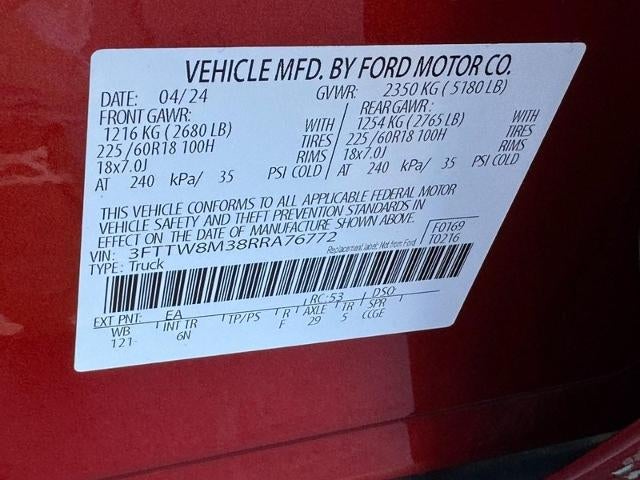 VEHICLE MFD. BY FORD MOTOR CO.
DATE: 04/24 GVWR: 2350 KG ( 5180 LB)
FRONT GAWR: REAR GAWR:
1216 KG ( 2680 LB) WITH 1254 KG ( 2765 LB) WITH
225 /60R18 100H TIRES 225 /60R18 100H TIRES
18x7.0J RIMS 18x7.0J RIMS
AT 240 kPa/ 35 PSI COLD AT 240 kPa/ 35 PSI COLD
THIS VEHICLE CONFORMS TO ALL APPLICABLE FEDERAL MOTOR
VEHICLE SAFETY AND THEFT PREVENTION STANDARDS IN
EFFECT ON THE DATE OF MANUFACTURE SHOWN ABOVE.
VIN: 3FTTW8M38RRA76772 Replacement label: Not from Ford F0169
TYPE: Truck T0216
EXT PNT: EA RC: 53 DSO:
WB INT TR TP/PS R AXLE TR SPR
121 6N F 29 5 CCGE